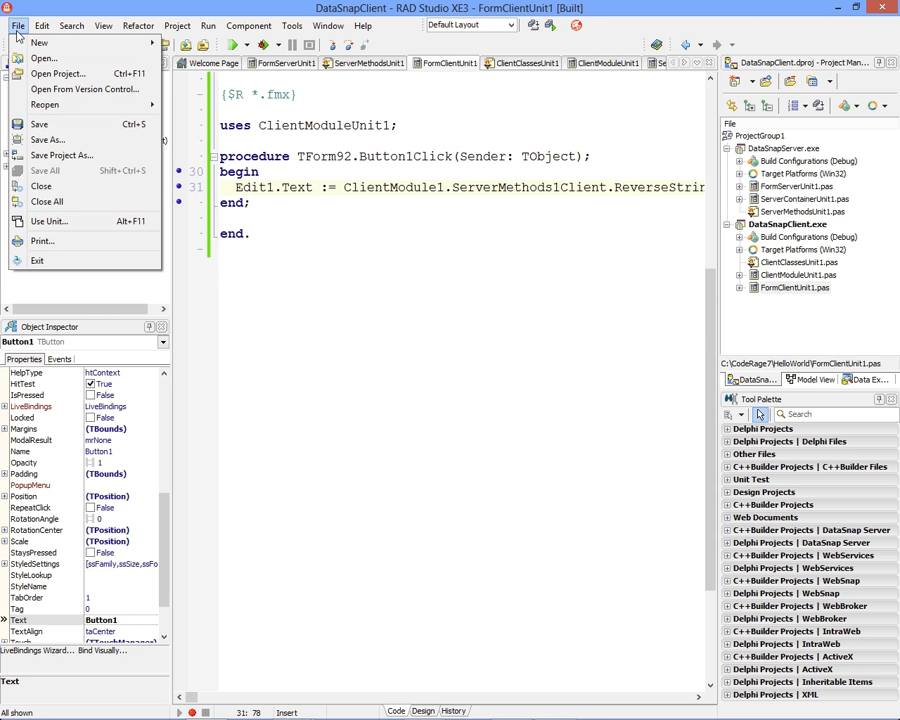 DataSnapClient - RAD Studio XE3 - FormClientUnit1 [Built]
File Edit Search View Refactor Project Run Component Tools Window Help Default Layout
New
Open...
Open Project... Ctrl+F11
Open From Version Control...
Reopen
Save Ctrl+S
Save As...
Save Project As...
Save All Shift+Ctrl+S
Close
Close All
Use Unit... Alt+F11
Print...
Exit
Welcome Page FormServerUnit1 ServerMethodsUnit1 FormClientUnit1 ClientClassesUnit1 ClientModuleUnit1 Se
{$R *.fmx}
uses ClientModuleUnit1;
procedure TForm92.Button1Click(Sender: TObject);
30 begin
31 Edit1.Text := ClientModule1.ServerMethods1Client.ReverseStrin
end;
end.
31: 78 Insert Code Design History
Object Inspector
Button1 TButton
Properties Events
HelpType htContext
HitTest True
IsPressed False
LiveBindings LiveBindings
Locked False
Margins (TBounds)
ModalResult mrNone
Name Button1
Opacity 1
Padding (TBounds)
PopupMenu
Position (TPosition)
RepeatClick False
RotationAngle 0
RotationCenter (TPosition)
Scale (TPosition)
StaysPressed False
StyledSettings [ssFamily,ssSize,ssFo
StyleLookup
StyleName
TabOrder 1
Tag 0
Text Button1
TextAlign taCenter
Touch (TTouchManager)
LiveBindings Wizard... Bind Visually...
Text
All shown
DataSnapClient.dproj - Project Man...
File
ProjectGroup1
DataSnapServer.exe
Build Configurations (Debug)
Target Platforms (Win32)
FormServerUnit1.pas
ServerContainerUnit1.pas
ServerMethodsUnit1.pas
DataSnapClient.exe
Build Configurations (Debug)
Target Platforms (Win32)
ClientClassesUnit1.pas
ClientModuleUnit1.pas
FormClientUnit1.pas
C:\CodeRage7\HelloWorld\FormClientUnit1.pas
DataSna... Model View Data Ex...
Tool Palette
Search
Delphi Projects
Delphi Projects | Delphi Files
Other Files
C++Builder Projects | C++Builder Files
Unit Test
Design Projects
C++Builder Projects
Web Documents
C++Builder Projects | DataSnap Server
Delphi Projects | DataSnap Server
C++Builder Projects | WebServices
Delphi Projects | WebServices
C++Builder Projects | WebSnap
Delphi Projects | WebSnap
C++Builder Projects | WebBroker
Delphi Projects | WebBroker
C++Builder Projects | IntraWeb
Delphi Projects | IntraWeb
C++Builder Projects | ActiveX
Delphi Projects | ActiveX
Delphi Projects | Inheritable Items
Delphi Projects | XML